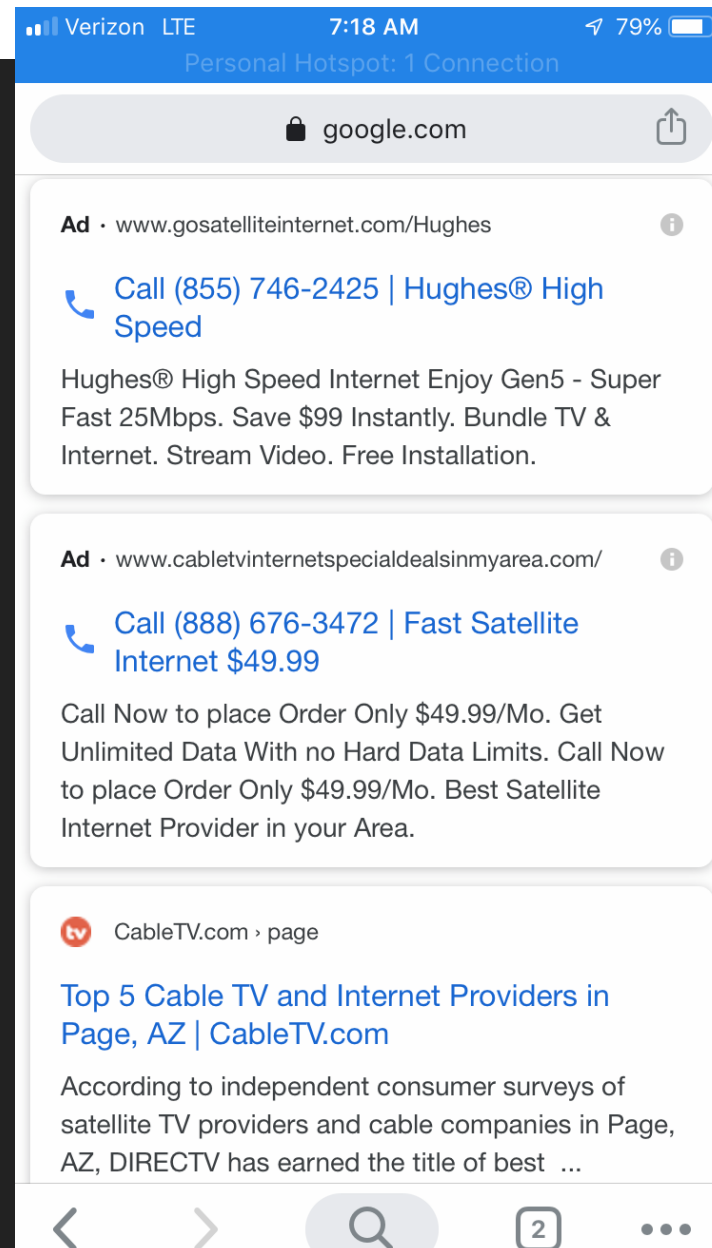 Verizon LTE 7:18 AM 79%
Personal Hotspot: 1 Connection
google.com
Ad · www.gosatelliteinternet.com/Hughes
Call (855) 746-2425 | Hughes® High
Speed
Hughes® High Speed Internet Enjoy Gen5 - Super
Fast 25Mbps. Save $99 Instantly. Bundle TV &
Internet. Stream Video. Free Installation.
Ad · www.cabletvinternetspecialdealsinmyarea.com/
Call (888) 676-3472 | Fast Satellite
Internet $49.99
Call Now to place Order Only $49.99/Mo. Get
Unlimited Data With no Hard Data Limits. Call Now
to place Order Only $49.99/Mo. Best Satellite
Internet Provider in your Area.
tv CableTV.com › page
Top 5 Cable TV and Internet Providers in
Page, AZ | CableTV.com
According to independent consumer surveys of
satellite TV providers and cable companies in Page,
AZ, DIRECTV has earned the title of best ...
2